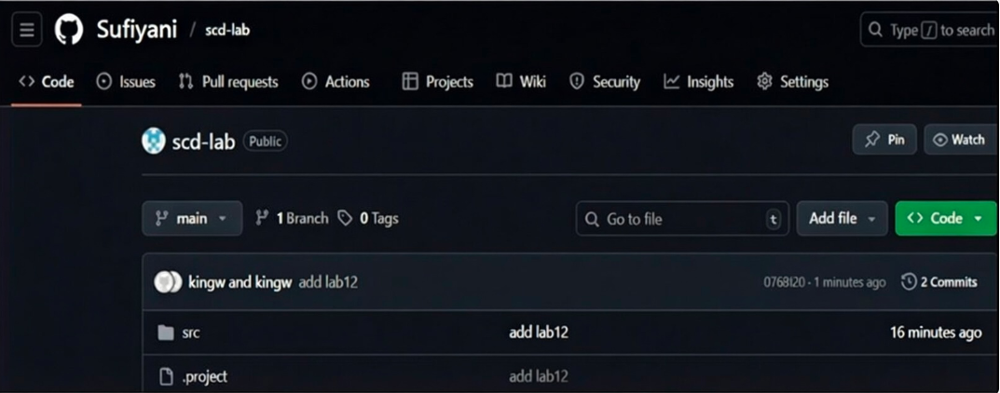 Sufiyani / scd-lab
Type / to search
Code Issues Pull requests Actions Projects Wiki Security Insights Settings
scd-lab Public
Pin Watch
main 1 Branch 0 Tags
Go to file t Add file Code
kingw and kingw add lab12 0768l20 · 1 minutes ago 2 Commits
src add lab12 16 minutes ago
.project add lab12